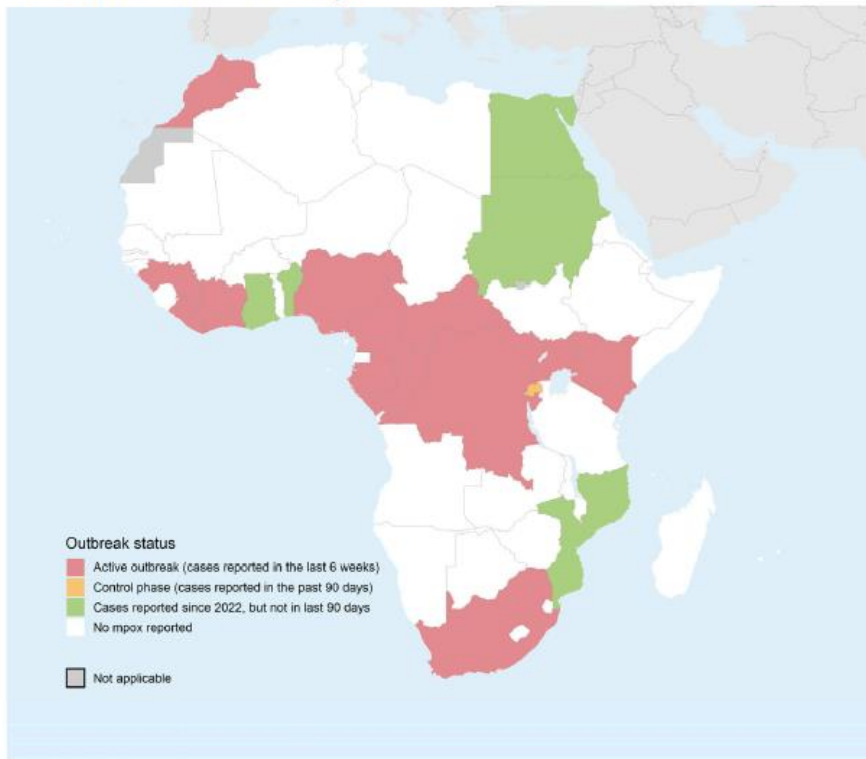 Outbreak status
Active outbreak (cases reported in the last 6 weeks)
Control phase (cases reported in the past 90 days)
Cases reported since 2022, but not in last 90 days
No mpox reported
Not applicable